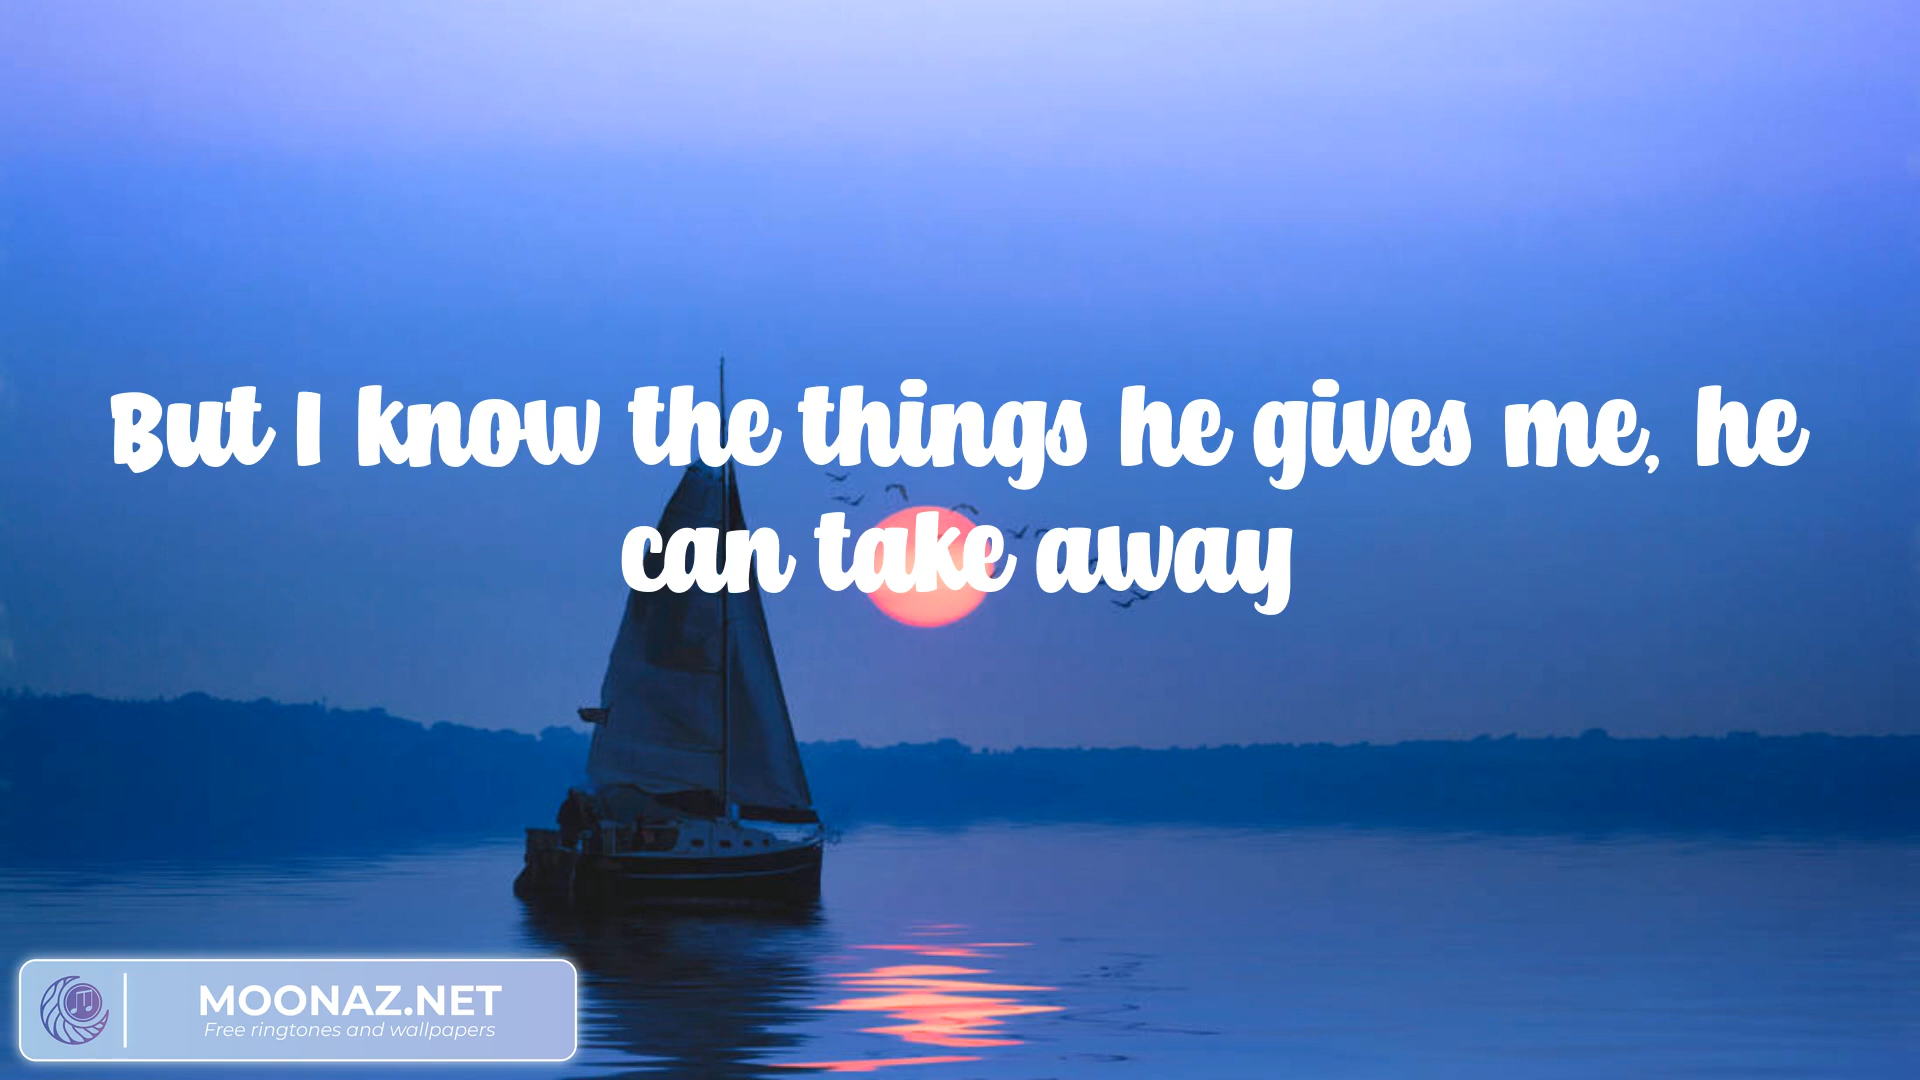 But I know the things he gives me, he
can take away
MOONAZ.NET
Free ringtones and wallpapers